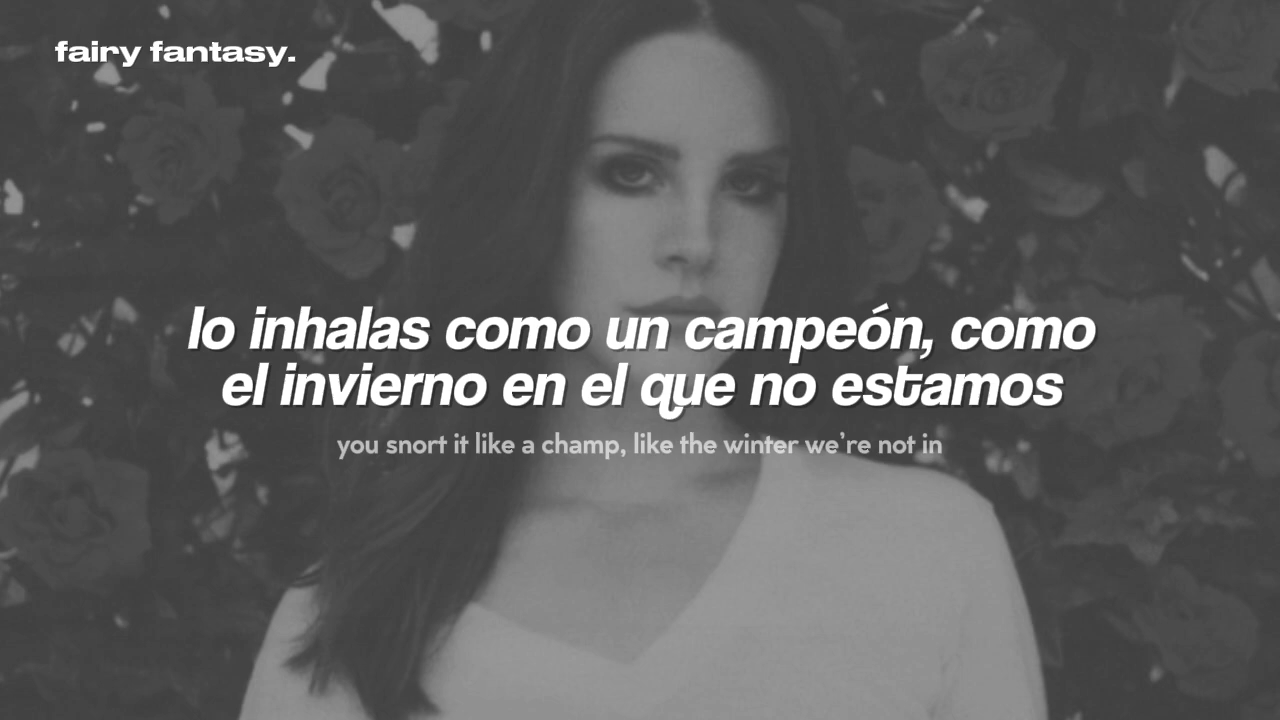 fairy fantasy.
lo inhalas como un campeón, como
el invierno en el que no estamos
you snort it like a champ, like the winter we're not in